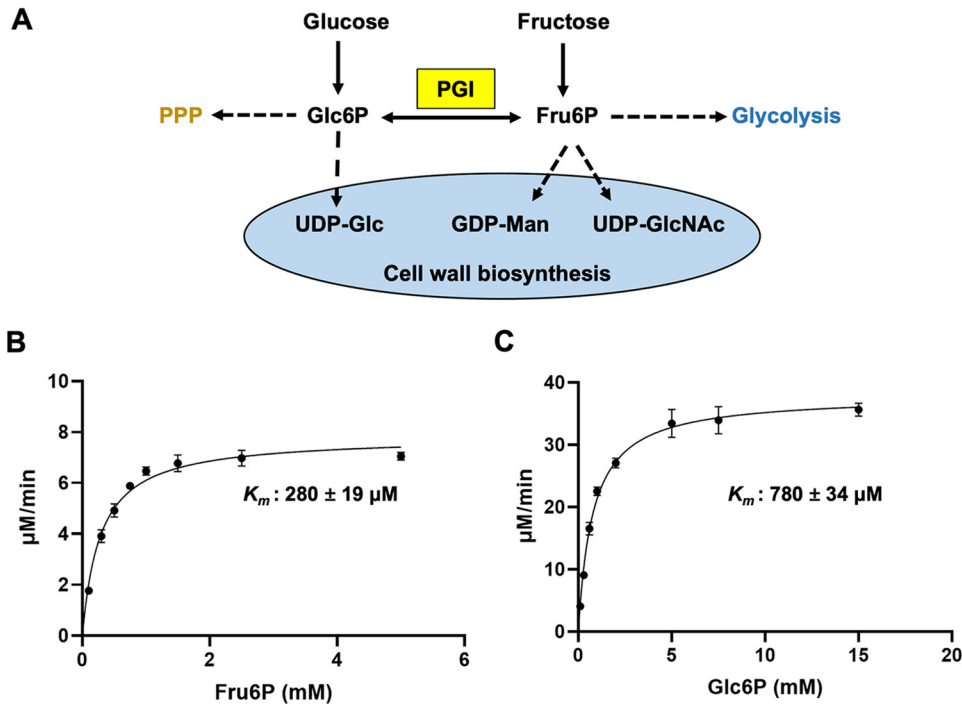 A
Glucose Fructose
PGI
PPP Glc6P Fru6P Glycolysis
UDP-Glc GDP-Man UDP-GlcNAc
Cell wall biosynthesis
B
10
8
6
4
2
0
µM/min
Km : 280 ± 19 µM
0 2 4 6
Fru6P (mM)
C
40
30
20
10
0
µM/min
Km : 780 ± 34 µM
0 5 10 15 20
Glc6P (mM)